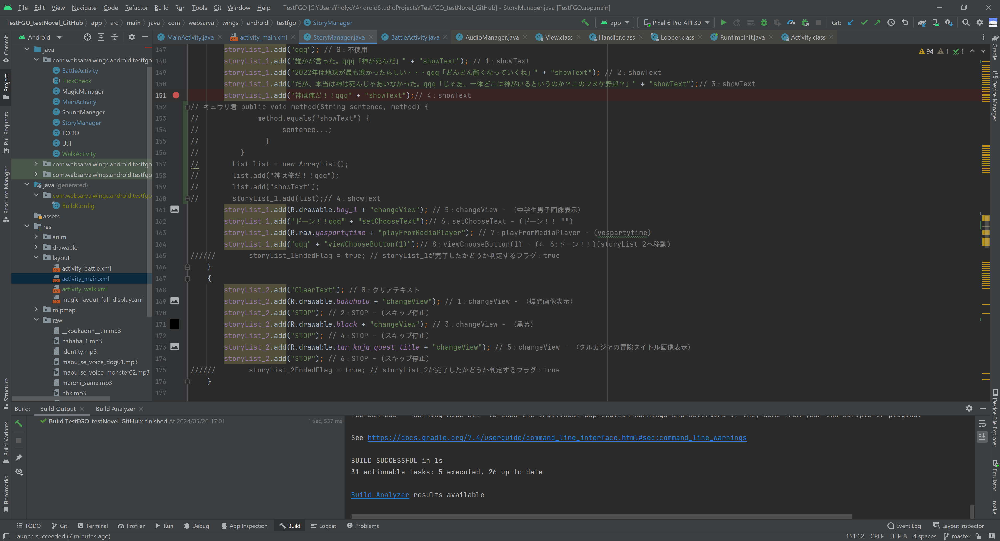 File Edit View Navigate Code Refactor Build Run Tools Git Window Help TestFGO [C:¥Users¥holyc¥AndroidStudioProjects¥TestFGO_testNovel_GitHub] - StoryManager.java [TestFGO.app.main]
TestFGO_testNovel_GitHub app src main java com websarva wings android testfgo StoryManager app Pixel 6 Pro API 30 Git:
Android
MainActivity.java activity_main.xml StoryManager.java BattleActivity.java AudioManager.java View.class Handler.class Looper.class RuntimeInit.java Activity.class
Commit
Project
Pull Requests
Resource Manager
Structure
Build Variants
Bookmarks
java
com.websarva.wings.android.testfgo
BattleActivity
FlickCheck
MagicManager
MainActivity
SoundManager
StoryManager
TODO
Util
WalkActivity
com.websarva.wings.android.testfgo
com.websarva.wings.android.testfgo
java (generated)
com.websarva.wings.android.testfgo
BuildConfig
assets
res
anim
drawable
layout
activity_battle.xml
activity_main.xml
activity_walk.xml
magic_layout_full_display.xml
mipmap
raw
__koukaonn__tin.mp3
hahaha_1.mp3
identity.mp3
maou_se_voice_dog01.mp3
maou_se_voice_monster02.mp3
maroni_sama.mp3
nhk.mp3
94 1 1
147 storyList_1.add("qqq"); // 0：不使用
148 storyList_1.add("誰かが言った。qqq「神が死んだ」" + "showText"); // 1：showText
149 storyList_1.add("2022年は地球が最も寒かったらしい・・・qqq「どんどん酷くなっていくね」" + "showText"); // 2：showText
150 storyList_1.add("だが、本当は神は死んじゃあいなかった。qqq「じゃあ、一体どこに神がいるというのか？このフヌケ野郎？」" + "showText");// 3：showText
151 storyList_1.add("神は俺だ！！qqq" + "showText");// 4：showText
152 // キュウリ君 public void method(String sentence, method) {
153 // method.equals("showText") {
154 // sentence...;
155 // }
156 // }
157 // List list = new ArrayList();
158 // list.add("神は俺だ！！qqq");
159 // list.add("showText");
160 // storyList_1.add(list);// 4：showText
161 storyList_1.add(R.drawable.boy_1 + "changeView"); // 5：changeView - （中学生男子画像表示）
162 storyList_1.add("ドーン！！qqq" + "setChooseText");// 6：setChooseText - (ドーン！！ "")
163 storyList_1.add(R.raw.yespartytime + "playFromMediaPlayer"); // 7：playFromMediaPlayer - (yespartytime)
164 storyList_1.add("qqq" + "viewChooseButton(1)");// 8：viewChooseButton(1) - (← 6:ドーン！！)(storyList_2へ移動)
165 ////// storyList_1EndedFlag = true; // storyList_1が完了したかどうか判定するフラグ：true
166 }
167 {
168 storyList_2.add("ClearText"); // 0：クリアテキスト
169 storyList_2.add(R.drawable.bakuhatu + "changeView"); // 1：changeView - （爆発画像表示）
170 storyList_2.add("STOP"); // 2：STOP - (スキップ停止)
171 storyList_2.add(R.drawable.black + "changeView"); // 3：changeView - （黒幕）
172 storyList_2.add("STOP"); // 4：STOP - (スキップ停止)
173 storyList_2.add(R.drawable.tar_kaja_quest_title + "changeView"); // 5：changeView - （タルカジャの冒険タイトル画像表示）
174 storyList_2.add("STOP"); // 6：STOP - (スキップ停止)
175 ////// storyList_2EndedFlag = true; // storyList_2が完了したかどうか判定するフラグ：true
176 }
177
Gradle
Device Manager
Device File Explorer
Emulator
make
Build: Build Output Build Analyzer
Build TestFGO_testNovel_GitHub: finished At 2024/05/26 17:01 1 sec, 537 ms
See https://docs.gradle.org/7.4/userguide/command_line_interface.html#sec:command_line_warnings
BUILD SUCCESSFUL in 1s
31 actionable tasks: 5 executed, 26 up-to-date
Build Analyzer results available
TODO Git Terminal Profiler Run Debug App Inspection Build Logcat Problems Event Log Layout Inspector
Launch succeeded (7 minutes ago) 151:62 CRLF UTF-8 4 spaces master